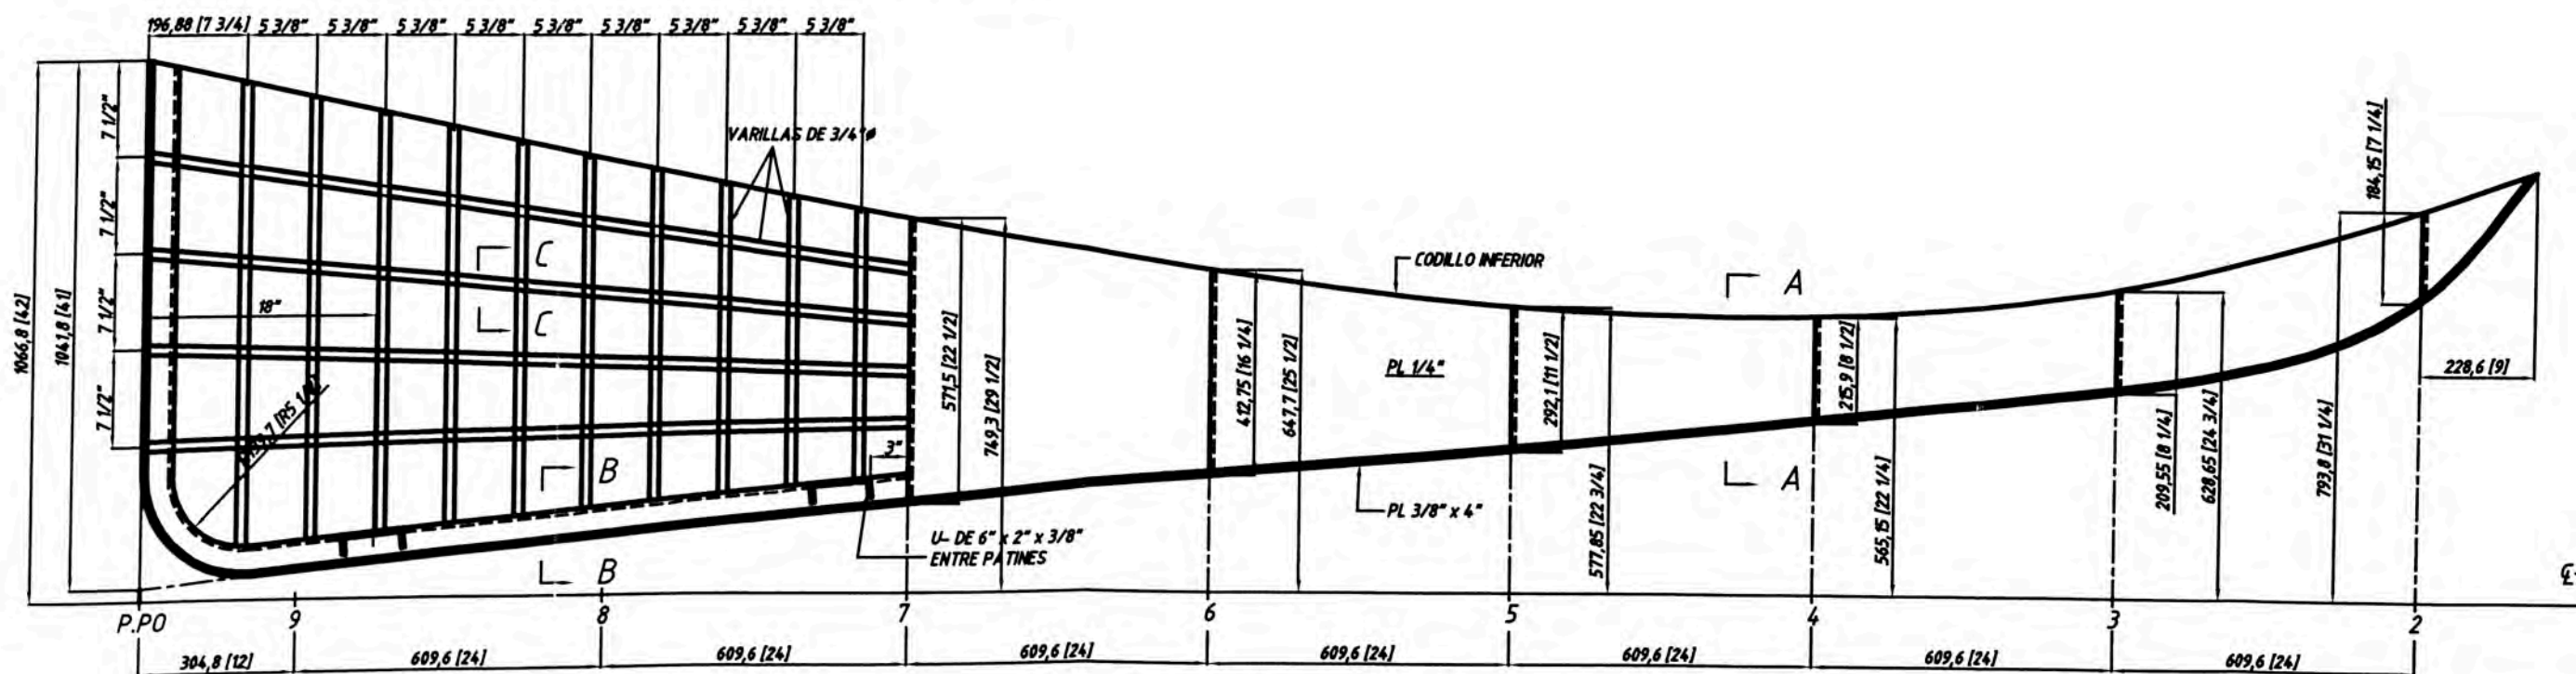 196,88 [7 3/4] 5 3/8" 5 3/8" 5 3/8" 5 3/8" 5 3/8" 5 3/8" 5 3/8" 5 3/8" 5 3/8"
1066,8 [42]
1041,8 [41]
7 1/2"
7 1/2"
7 1/2"
7 1/2"
VARILLAS DE 3/4"ø
C
C
18"
B
B
3"
U- DE 6" x 2" x 3/8"
ENTRE PATINES
571,5 [22 1/2]
749,3 [29 1/2]
412,75 [16 1/4]
647,7 [25 1/2]
CODILLO INFERIOR
PL 1/4"
PL 3/8" x 4"
292,1 [11 1/2]
577,85 [22 3/4]
A
A
215,9 [8 1/2]
565,15 [22 1/4]
209,55 [8 1/4]
628,65 [24 3/4]
793,8 [31 1/4]
184,15 [7 1/4]
228,6 [9]
P.PO 9 8 7 6 5 4 3 2
304,8 [12] 609,6 [24] 609,6 [24] 609,6 [24] 609,6 [24] 609,6 [24] 609,6 [24] 609,6 [24]